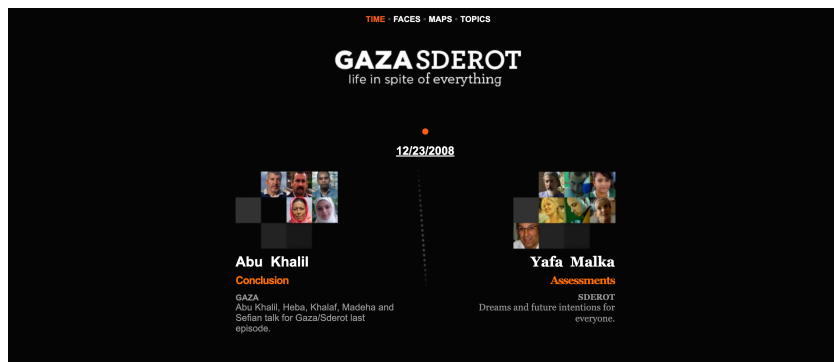 TIME • FACES • MAPS • TOPICS
GAZASDEROT
life in spite of everything
12/23/2008
Abu Khalil
Conclusion
GAZA
Abu Khalil, Heba, Khalaf, Madeha and
Sefian talk for Gaza/Sderot last
episode.
Yafa Malka
Assessments
SDEROT
Dreams and future intentions for
everyone.